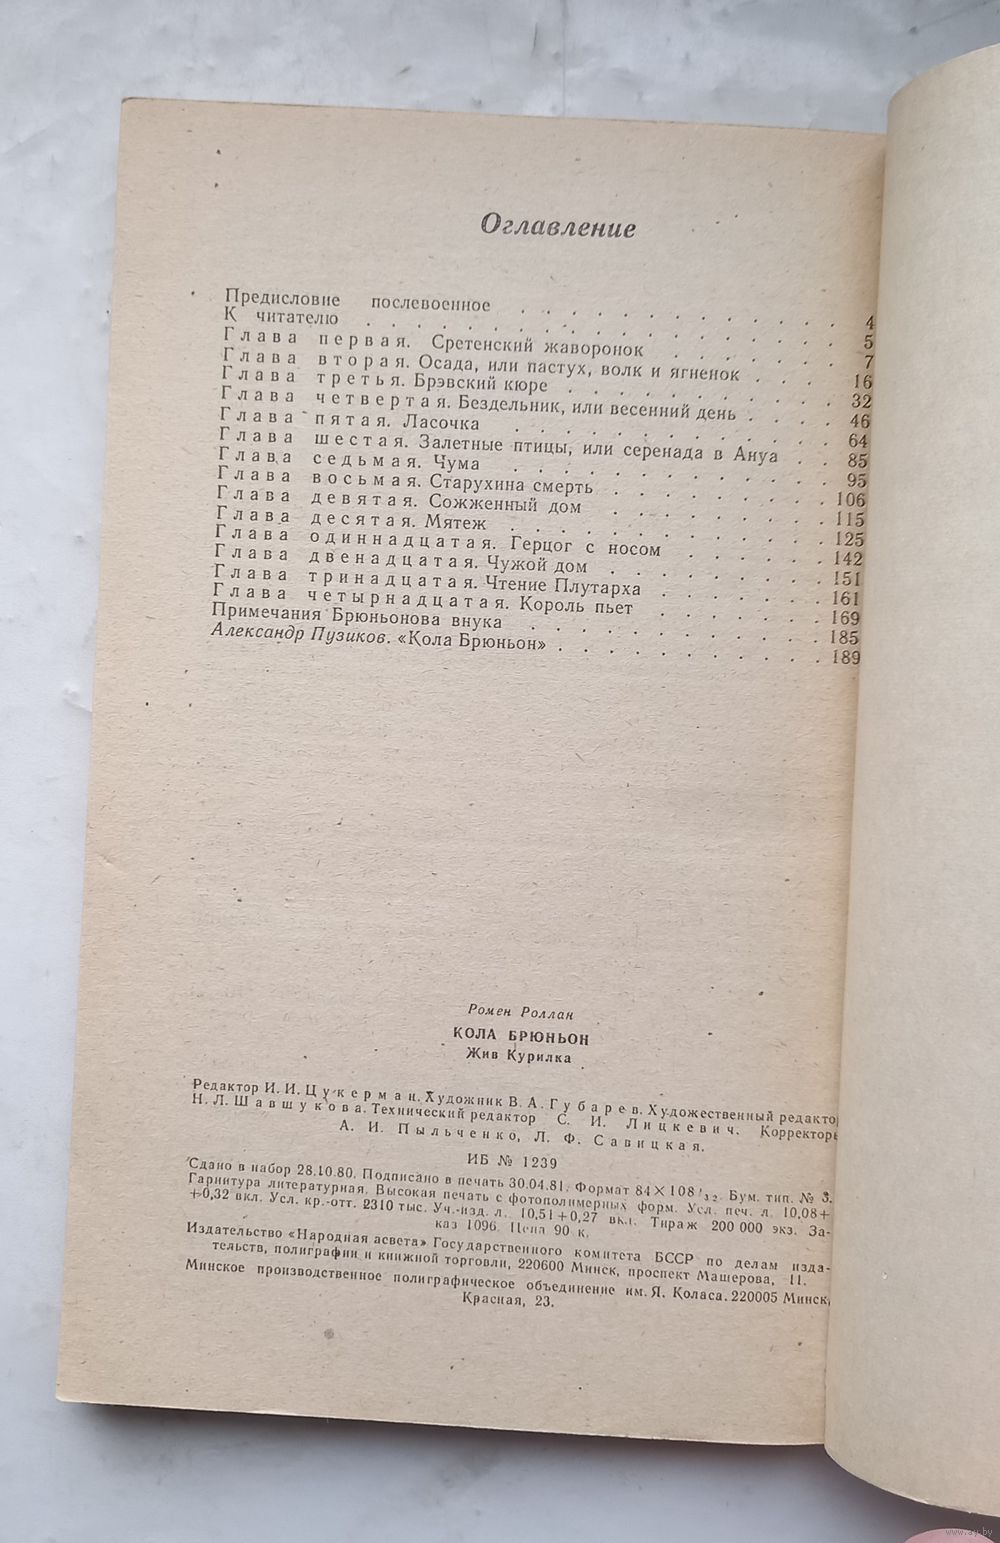 Оглавление
Предисловие послевоенное . . . . . . . . . . . . . 4
К читателю . . . . . . . . . . . . . . . . . . 5
Глава первая. Сретенский жаворонок . . . . . . . 7
Глава вторая. Осада, или пастух, волк и ягненок . . . . 16
Глава третья. Брэвский кюре . . . . . . . . . . . 32
Глава четвертая. Бездельник, или весенний день . . . . 46
Глава пятая. Ласочка . . . . . . . . . . . . . 64
Глава шестая. Залетные птицы, или серенада в Ануа . . 85
Глава седьмая. Чума . . . . . . . . . . . . . 95
Глава восьмая. Старухина смерть . . . . . . . . . 106
Глава девятая. Сожженный дом . . . . . . . . . 115
Глава десятая. Мятеж . . . . . . . . . . . . . 125
Глава одиннадцатая. Герцог с носом . . . . . . 142
Глава двенадцатая. Чужой дом . . . . . . . . . 151
Глава тринадцатая. Чтение Плутарха . . . . . . . 161
Глава четырнадцатая. Король пьет . . . . . . . 169
Примечания Брюньонова внука . . . . . . . . . . . . 185
Александр Пузиков. «Кола Брюньон» . . . . . . . . . . . 189
Ромен Роллан
КОЛА БРЮНЬОН
Жив Курилка
Редактор И. И. Цукерман. Художник В. А. Губарев. Художественный редактор
Н. Л. Шавшукова. Технический редактор С. И. Лицкевич. Корректоры
А. И. Пыльченко, Л. Ф. Савицкая.
ИБ № 1239
Сдано в набор 28.10.80. Подписано в печать 30.04.81. Формат 84×108 ¹/₃₂. Бум. тип. № 3.
Гарнитура литературная. Высокая печать с фотополимерных форм. Усл. печ. л. 10,08+
+0,32 вкл. Усл. кр.-отт. 2310 тыс. Уч.-изд. л. 10,51+0,27 вкл. Тираж 200 000 экз. За-
каз 1096. Цена 90 к.
Издательство «Народная асвета» Государственного комитета БССР по делам изда-
тельств, полиграфии и книжной торговли, 220600 Минск, проспект Машерова, 11.
Минское производственное полиграфическое объединение им. Я. Коласа. 220005 Минск,
Красная, 23.
www.ay.by